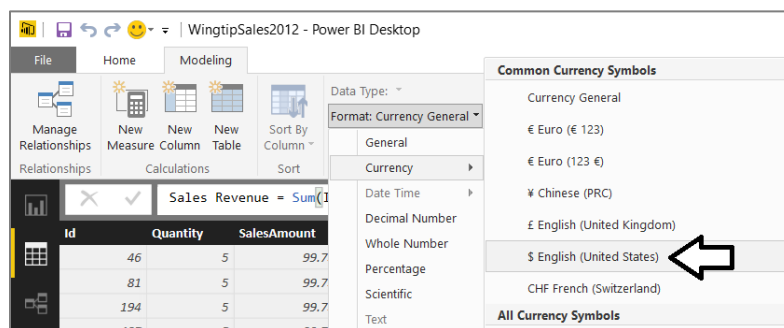 WingtipSales2012 - Power BI Desktop
File Home Modeling
Manage Relationships
New Measure
New Column
New Table
Sort By Column
Data Type:
Format: Currency General
Relationships Calculations Sort
General
Currency
Date Time
Decimal Number
Whole Number
Percentage
Scientific
Text
Common Currency Symbols
Currency General
€ Euro (€ 123)
€ Euro (123 €)
¥ Chinese (PRC)
£ English (United Kingdom)
$ English (United States)
CHF French (Switzerland)
All Currency Symbols
Sales Revenue = Sum(
Id Quantity SalesAmount
46 5 99.7
81 5 99.7
194 5 99.7